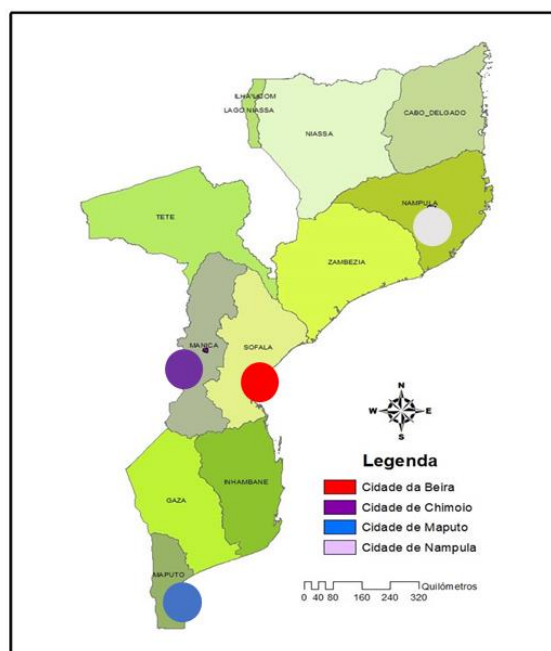 ILHA LICOM
LAGO NIASSA
CABO_DELGADO
NIASSA
NAMPULA
TETE
ZAMBEZIA
MANICA
SOFALA
N
W E
S
Legenda
INHAMBANE
GAZA
Cidade da Beira
Cidade de Chimoio
Cidade de Maputo
Cidade de Nampula
MAPUTO
Quilómetros
0 40 80 160 240 320